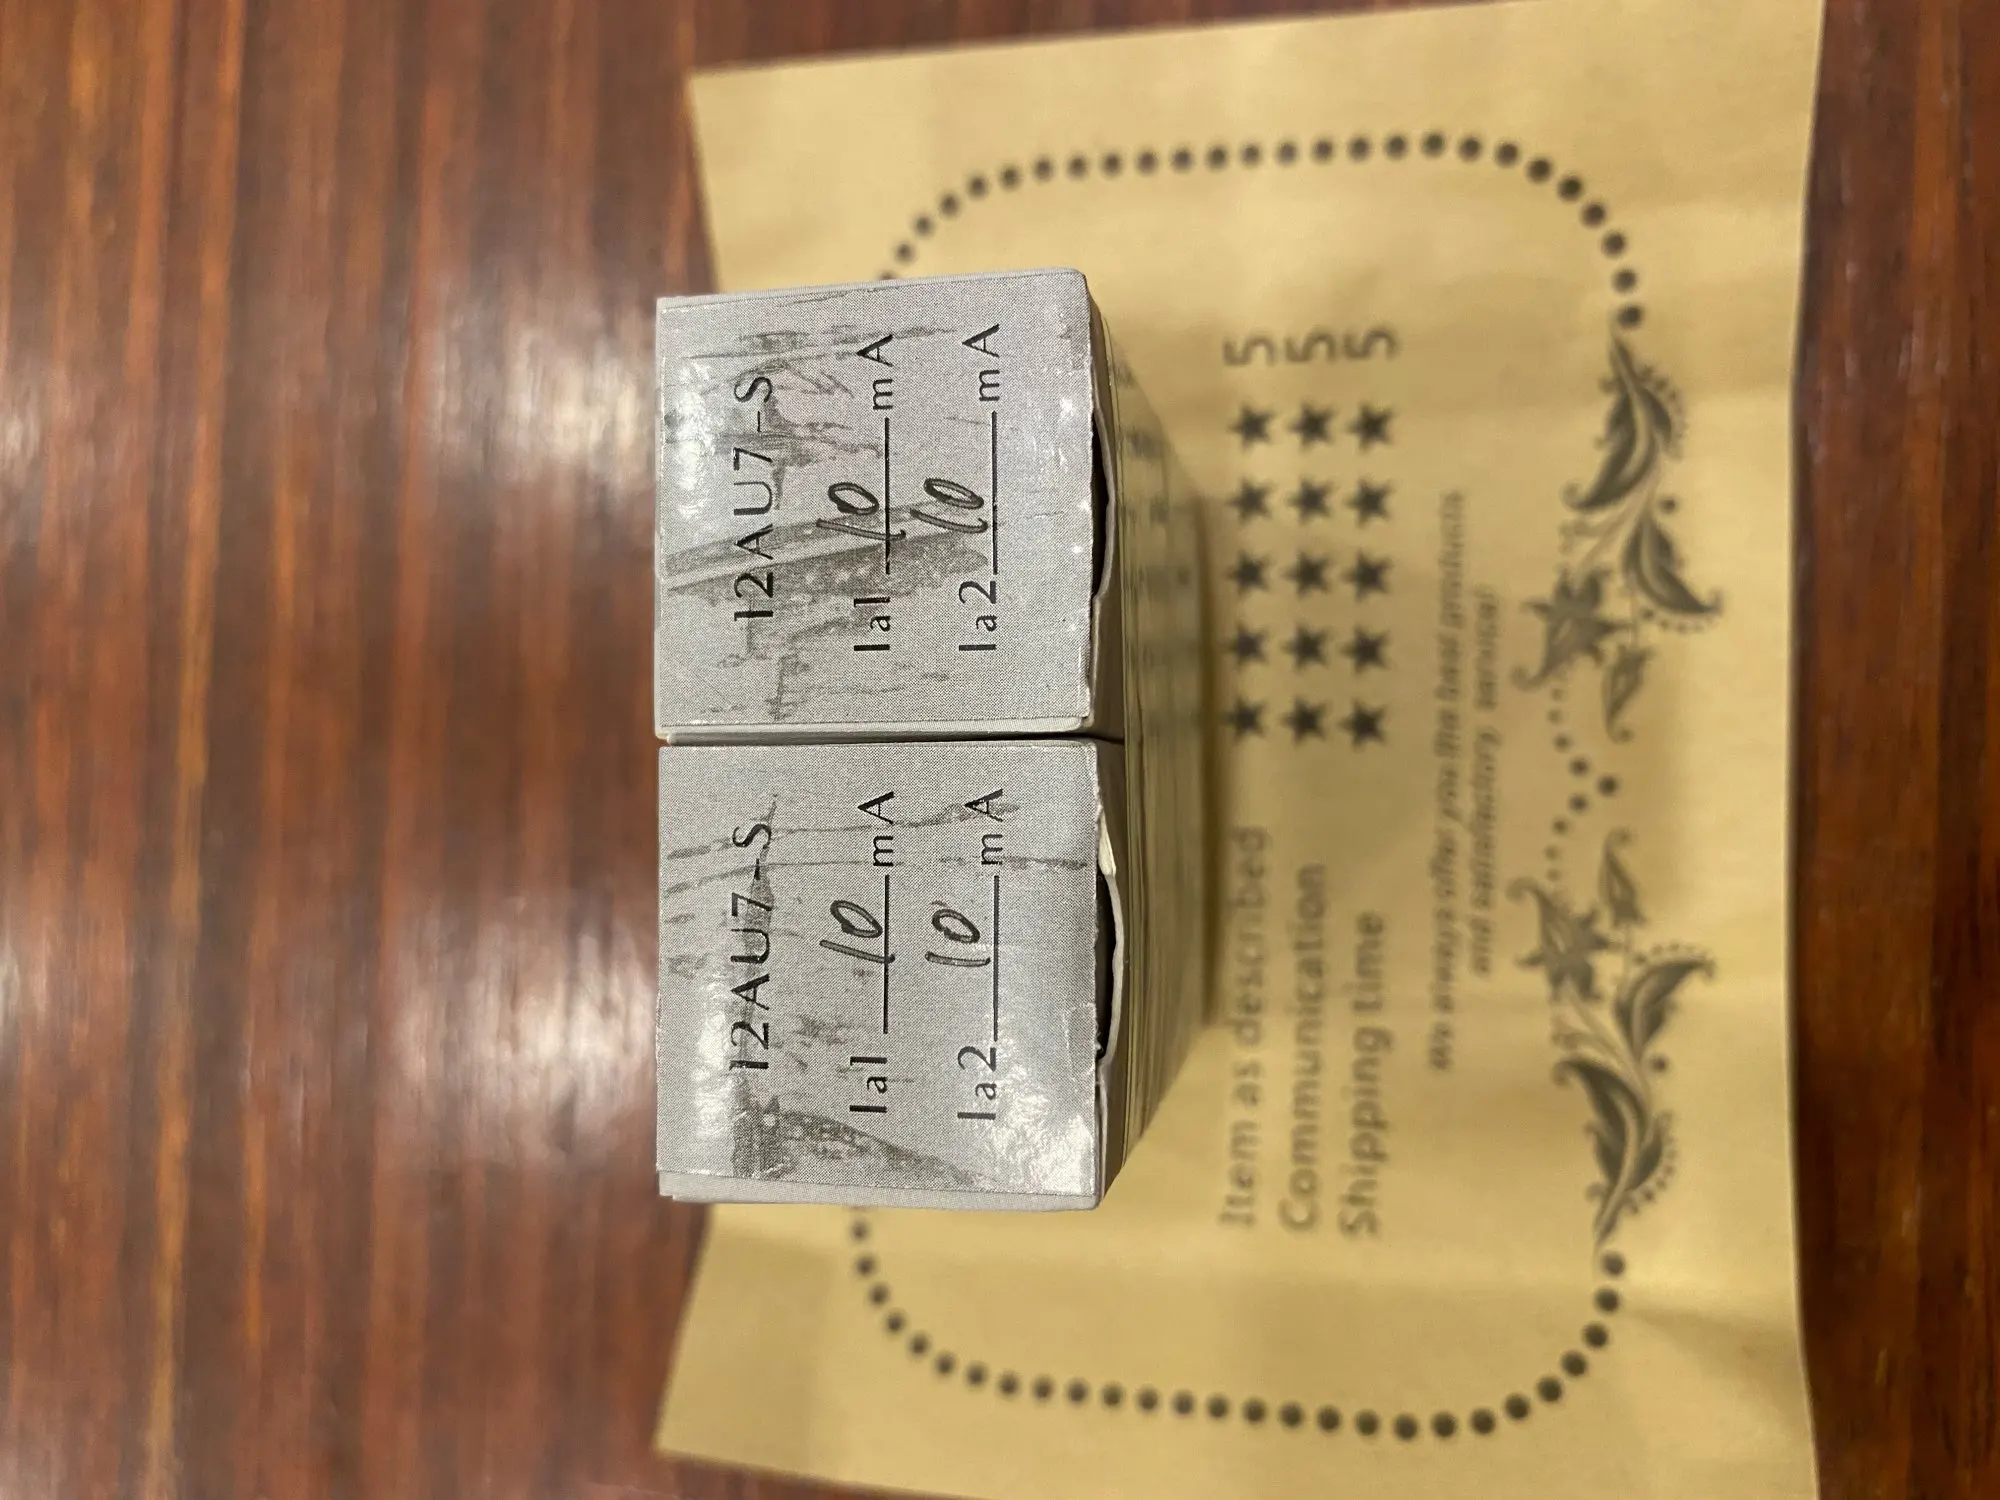 12AU7-S
Ia1 10 mA
Ia2 10 mA
12AU7-S
Ia1 10 mA
Ia2 10 mA
Item as described ★★★★★ 5
Communication ★★★★★ 5
Shipping time ★★★★★ 5
We always offer you the best products
and satisfactory service!